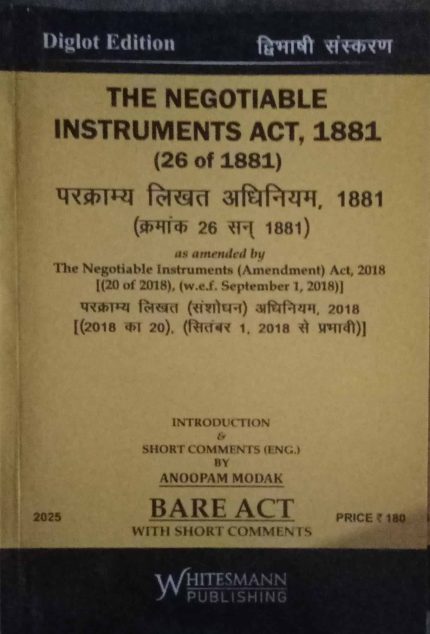 Diglot Edition द्विभाषी संस्करण
THE NEGOTIABLE
INSTRUMENTS ACT, 1881
(26 of 1881)
परक्राम्य लिखत अधिनियम, 1881
(क्रमांक 26 सन् 1881)
as amended by
The Negotiable Instruments (Amendment) Act, 2018
[(20 of 2018), (w.e.f. September 1, 2018)]
परक्राम्य लिखत (संशोधन) अधिनियम, 2018
[(2018 का 20), (सितंबर 1, 2018 से प्रभावी)]
INTRODUCTION
&
SHORT COMMENTS (ENG.)
BY
ANOOPAM MODAK
2025 BARE ACT PRICE ₹ 180
WITH SHORT COMMENTS
WHITESMANN
PUBLISHING